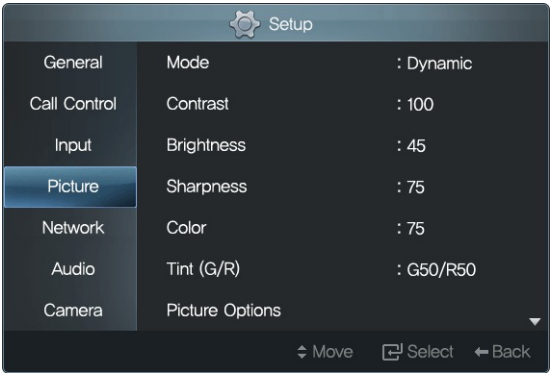 Setup
General Mode : Dynamic
Call Control Contrast : 100
Input Brightness : 45
Picture Sharpness : 75
Network Color : 75
Audio Tint (G/R) : G50/R50
Camera Picture Options
Move Select Back